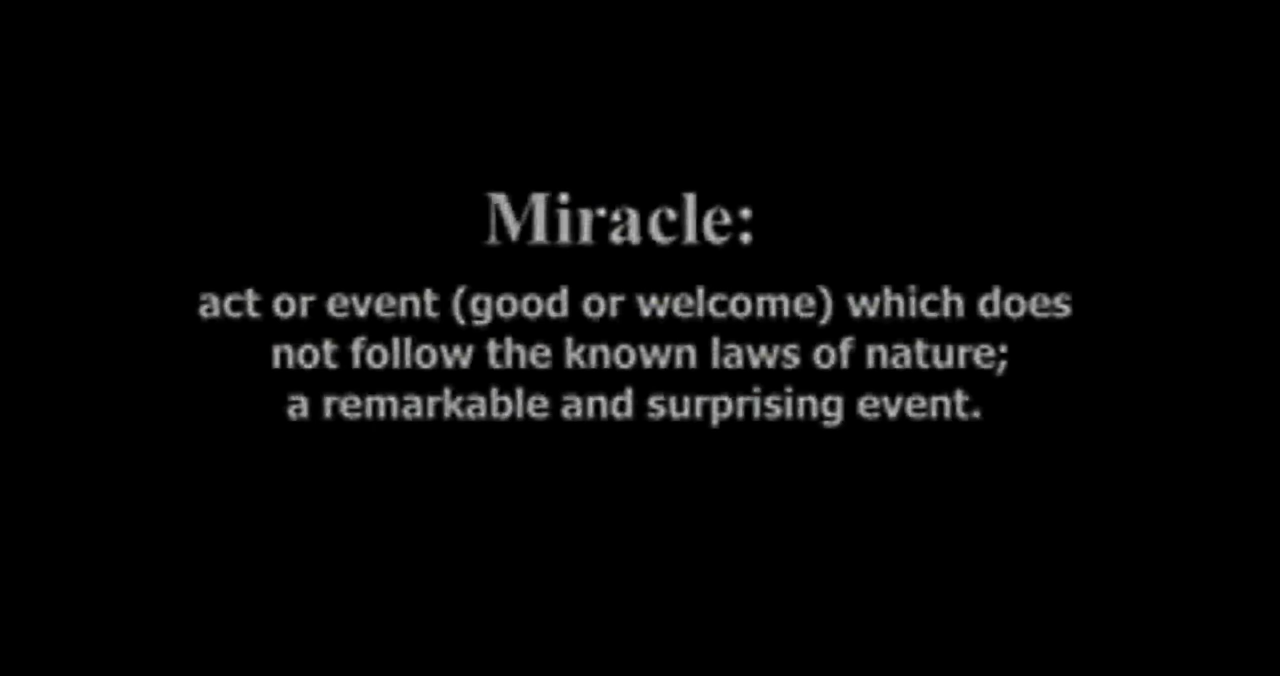 Miracle:
act or event (good or welcome) which does
not follow the known laws of nature;
a remarkable and surprising event.